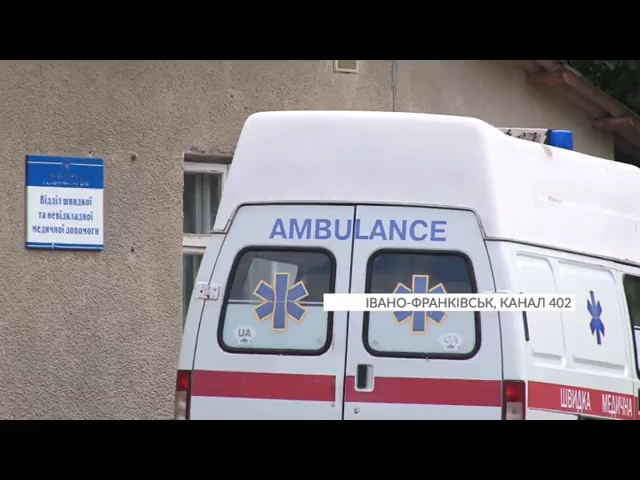 Відділ швидкої
та невідкладної
медичної допомоги
AMBULANCE
ІВАНО-ФРАНКІВСЬК, КАНАЛ 402
UA
UA
ШВИДКА МЕДИЧНА